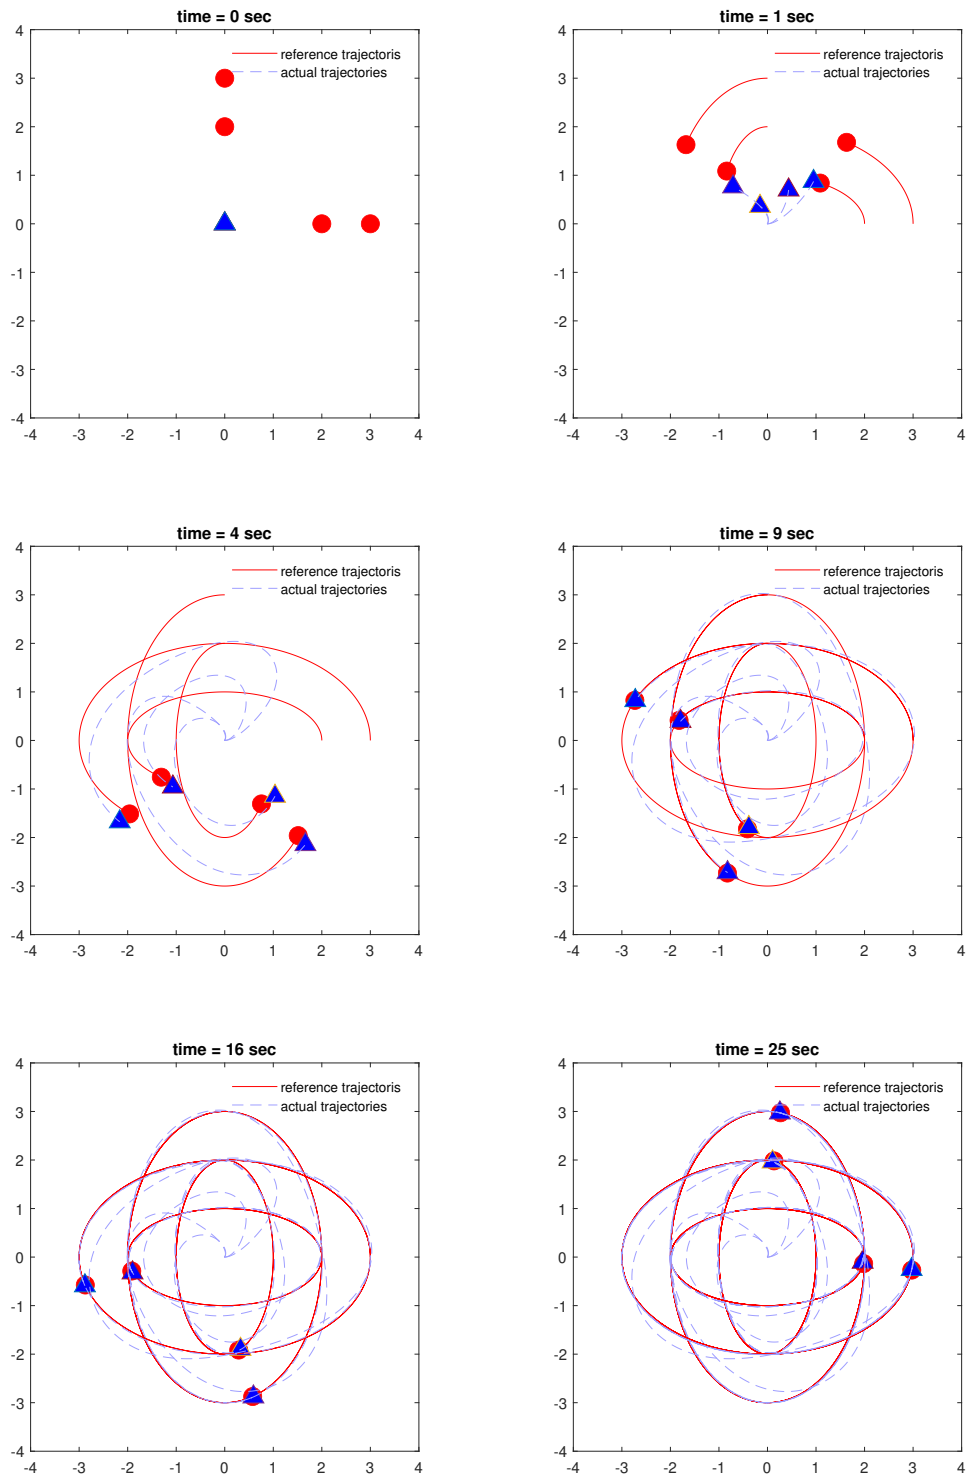 time = 0 sec
reference trajectoris
actual trajectories
4
3
2
1
0
-1
-2
-3
-4
-4 -3 -2 -1 0 1 2 3 4
time = 1 sec
reference trajectoris
actual trajectories
4
3
2
1
0
-1
-2
-3
-4
-4 -3 -2 -1 0 1 2 3 4
time = 4 sec
reference trajectoris
actual trajectories
4
3
2
1
0
-1
-2
-3
-4
-4 -3 -2 -1 0 1 2 3 4
time = 9 sec
reference trajectoris
actual trajectories
4
3
2
1
0
-1
-2
-3
-4
-4 -3 -2 -1 0 1 2 3 4
time = 16 sec
reference trajectoris
actual trajectories
4
3
2
1
0
-1
-2
-3
-4
-4 -3 -2 -1 0 1 2 3 4
time = 25 sec
reference trajectoris
actual trajectories
4
3
2
1
0
-1
-2
-3
-4
-4 -3 -2 -1 0 1 2 3 4